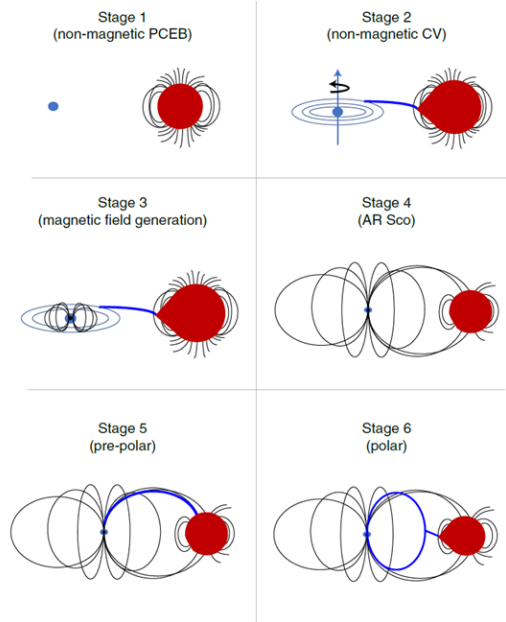 Stage 1
(non-magnetic PCEB)
Stage 2
(non-magnetic CV)
Stage 3
(magnetic field generation)
Stage 4
(AR Sco)
Stage 5
(pre-polar)
Stage 6
(polar)